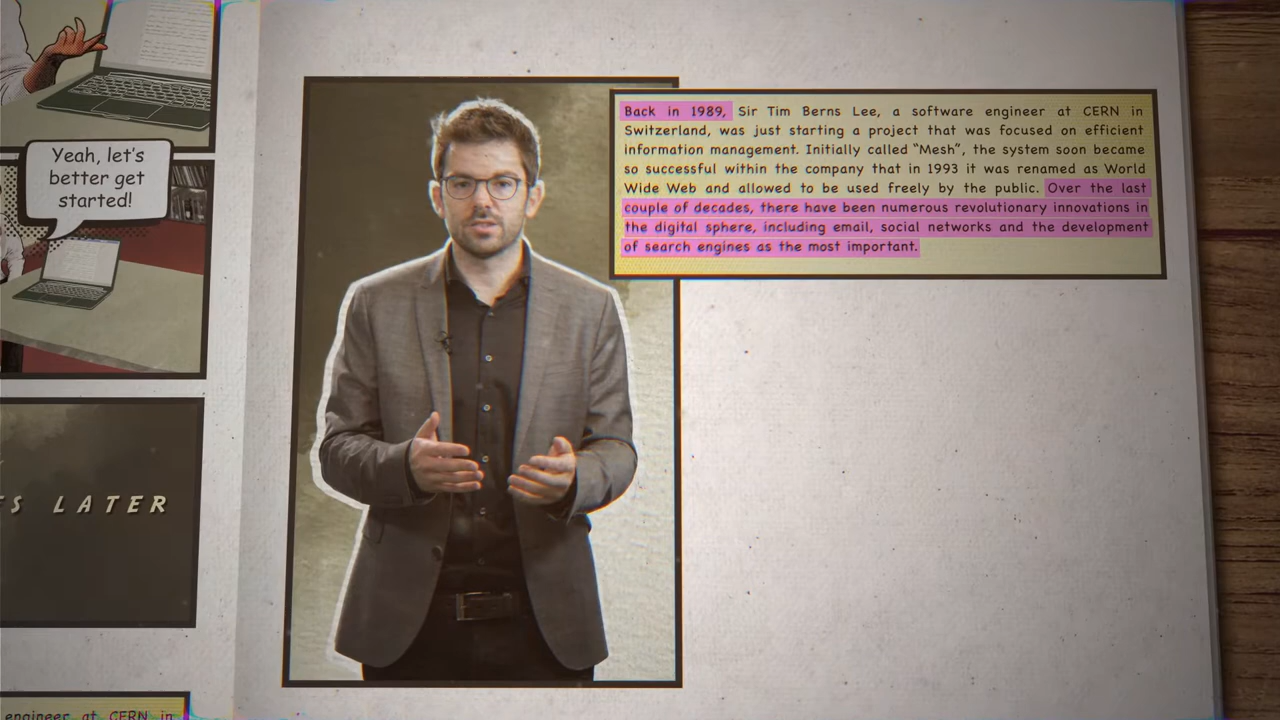 Yeah, let's
better get
started!
LATER
engineer at CERN in
Back in 1989, Sir Tim Berns Lee, a software engineer at CERN in
Switzerland, was just starting a project that was focused on efficient
information management. Initially called “Mesh”, the system soon became
so successful within the company that in 1993 it was renamed as World
Wide Web and allowed to be used freely by the public. Over the last
couple of decades, there have been numerous revolutionary innovations in
the digital sphere, including email, social networks and the development
of search engines as the most important.